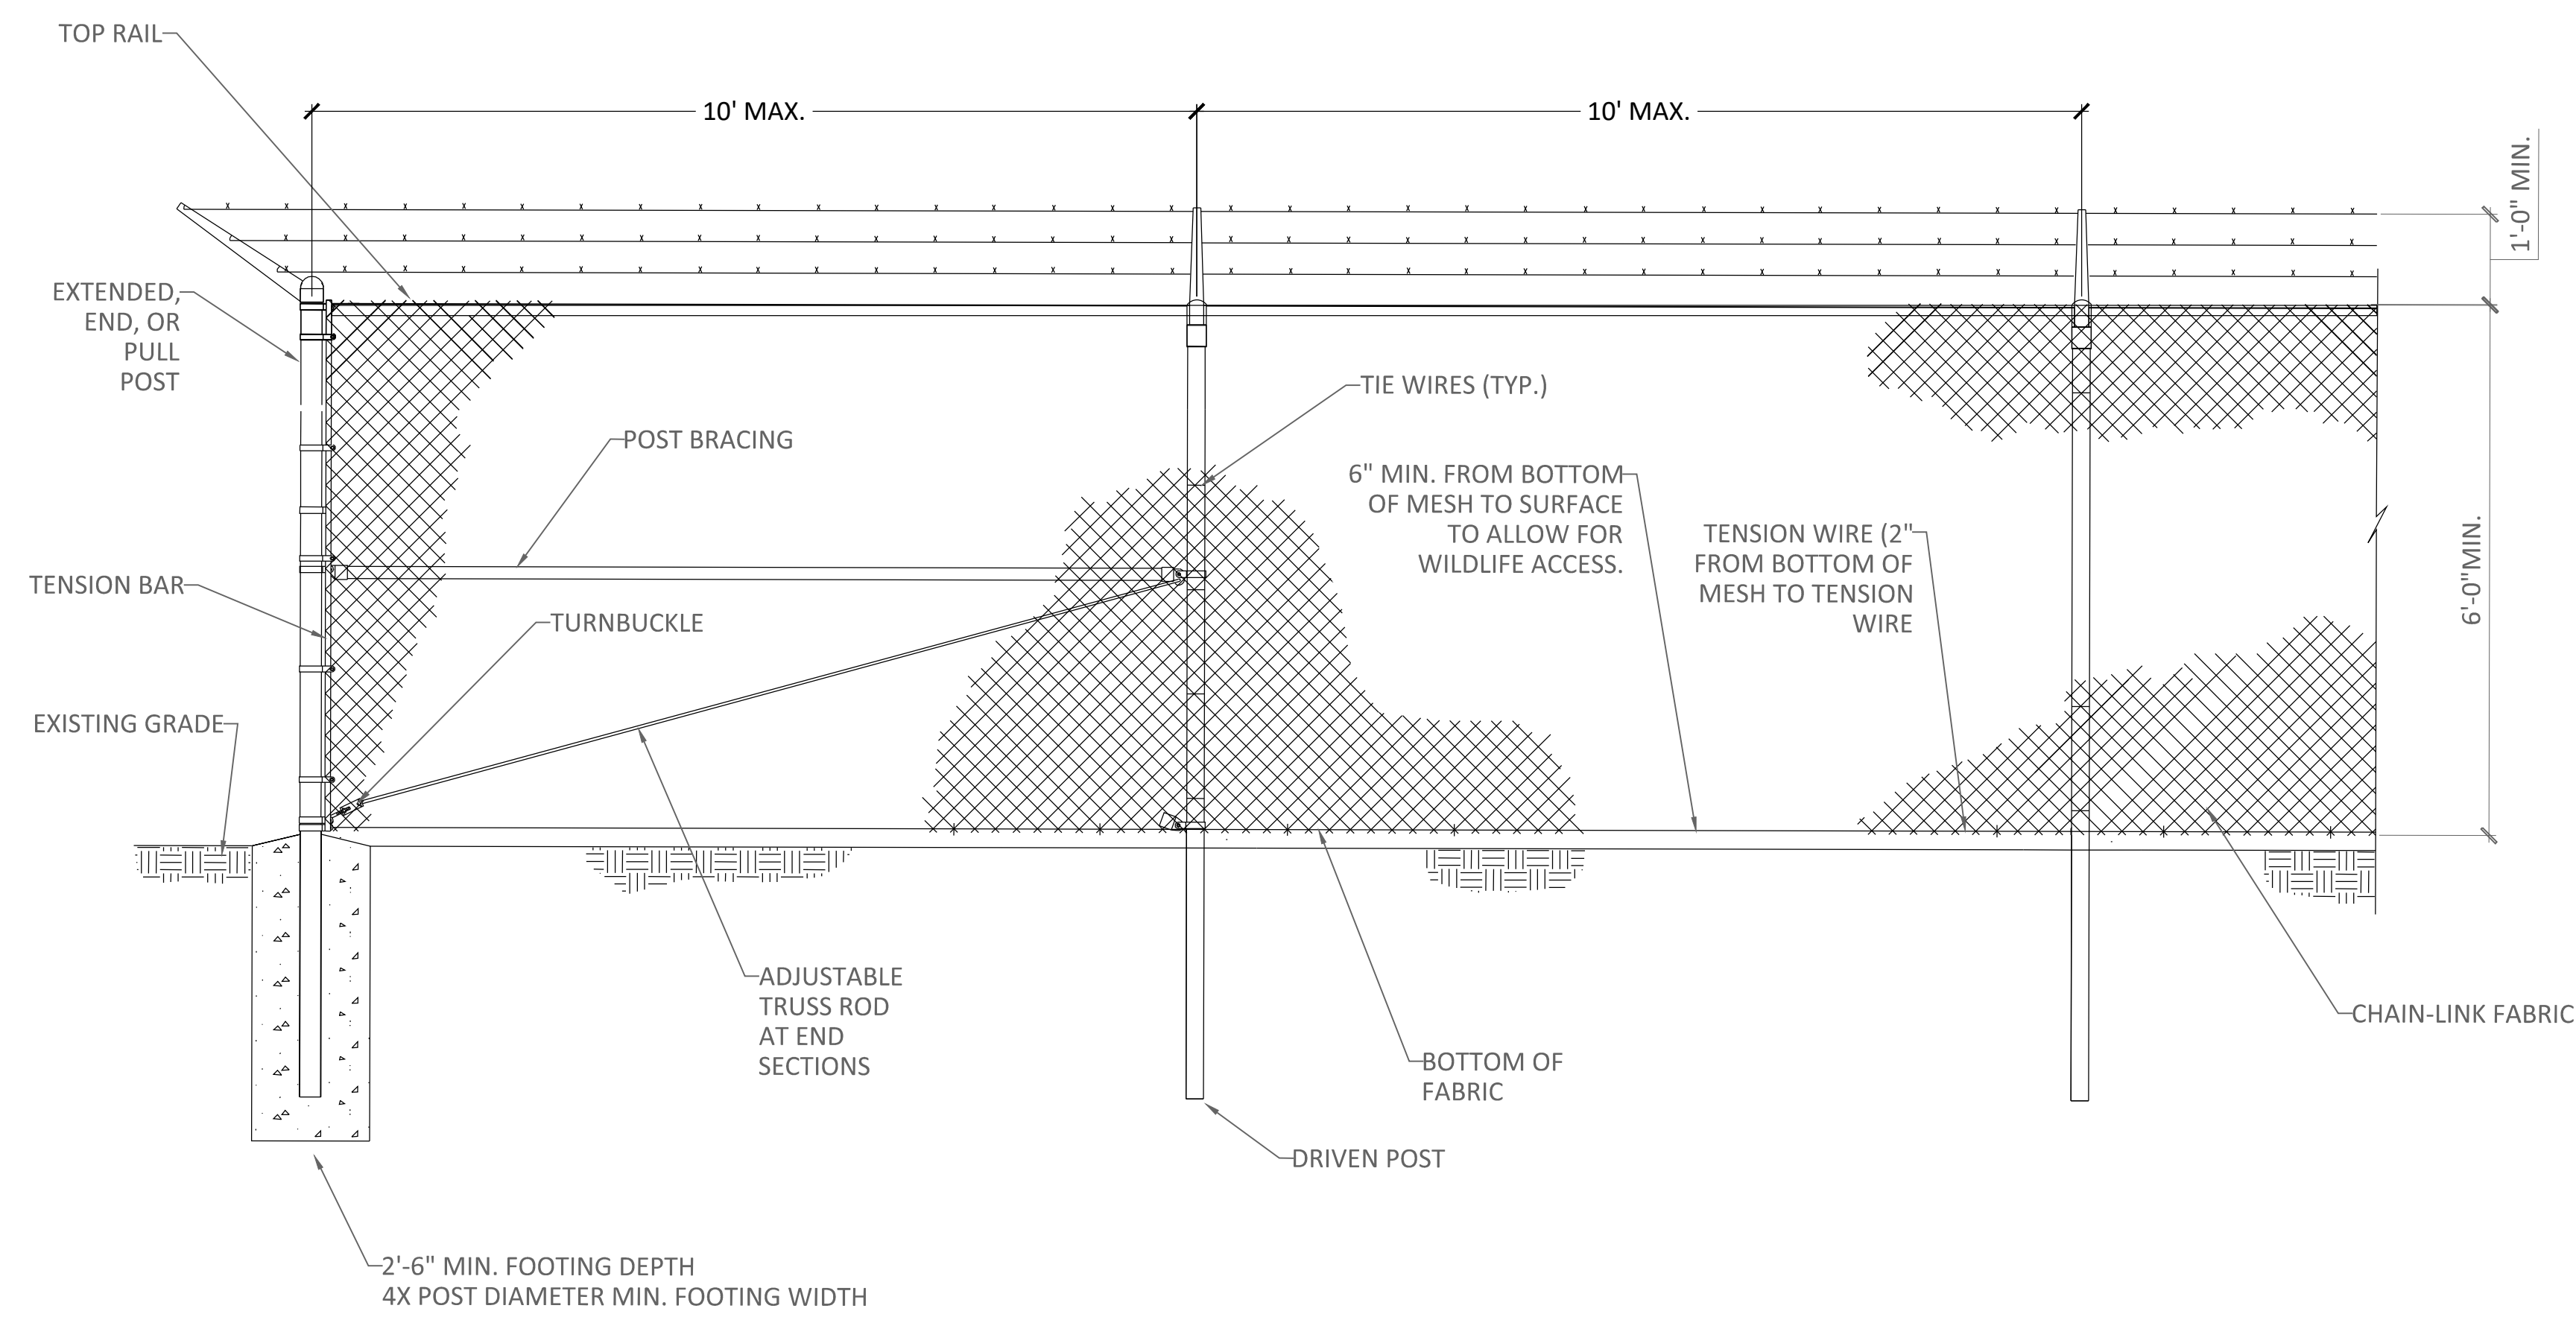 TOP RAIL
10' MAX.
10' MAX.
1'-0" MIN.
EXTENDED,
END, OR
PULL
POST
TIE WIRES (TYP.)
POST BRACING
6" MIN. FROM BOTTOM
OF MESH TO SURFACE
TO ALLOW FOR
WILDLIFE ACCESS.
TENSION WIRE (2"
FROM BOTTOM OF
MESH TO TENSION
WIRE
6'-0"MIN.
TENSION BAR
TURNBUCKLE
EXISTING GRADE
ADJUSTABLE
TRUSS ROD
AT END
SECTIONS
CHAIN-LINK FABRIC
BOTTOM OF
FABRIC
DRIVEN POST
2'-6" MIN. FOOTING DEPTH
4X POST DIAMETER MIN. FOOTING WIDTH